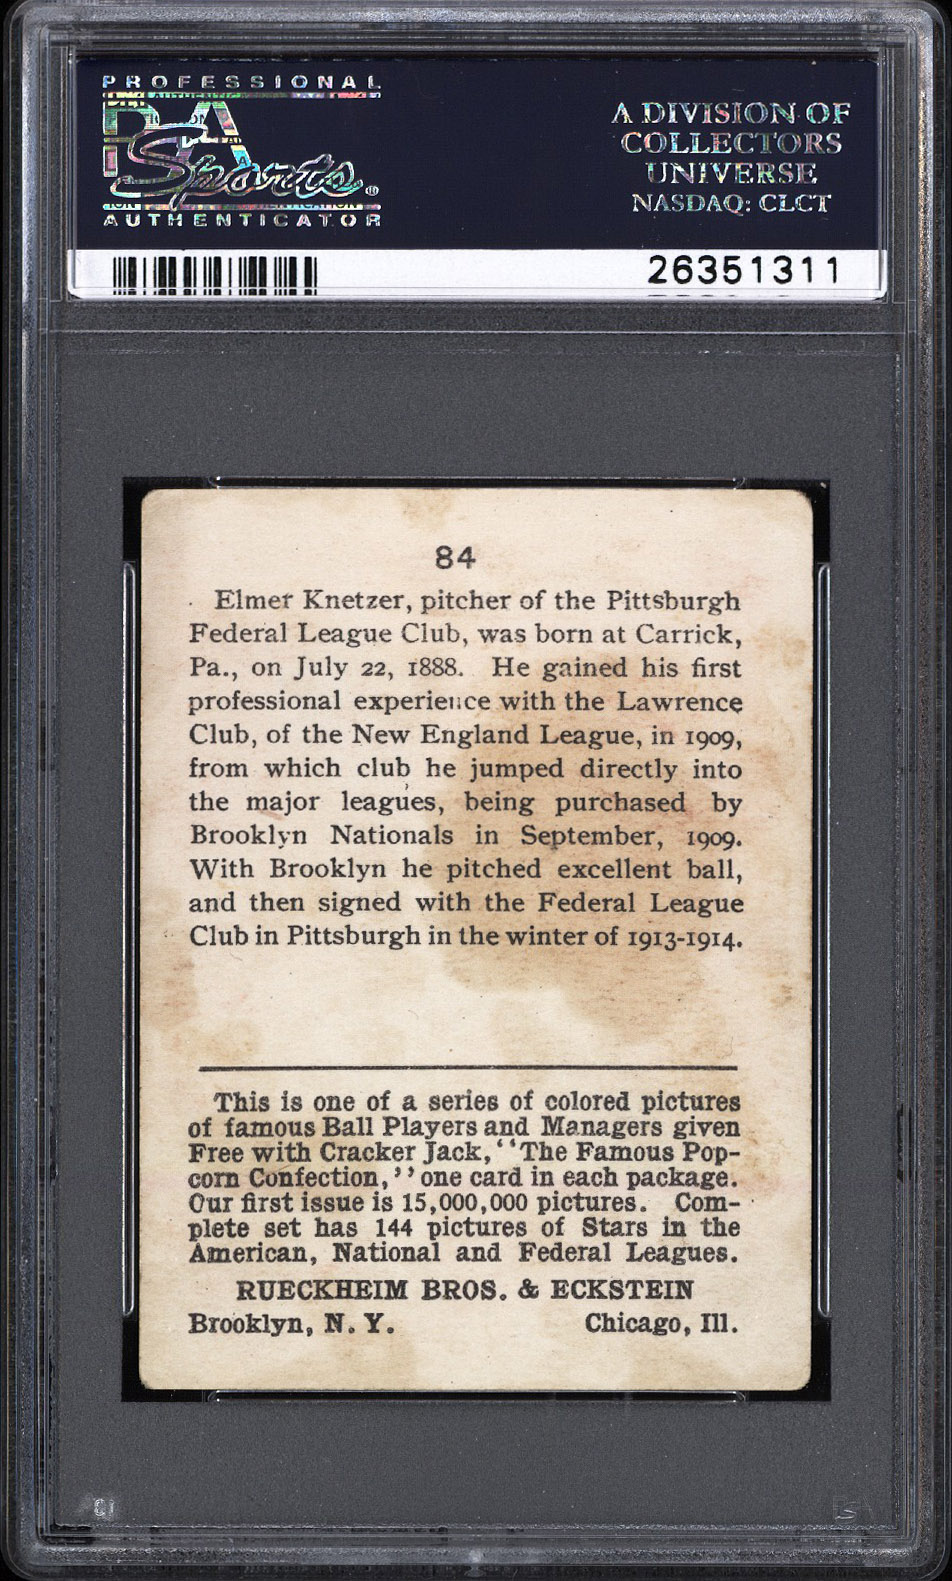 PROFESSIONAL
PSA
Sports®
AUTHENTICATOR
A DIVISION OF
COLLECTORS
UNIVERSE
NASDAQ: CLCT
26351311
84
Elmer Knetzer, pitcher of the Pittsburgh
Federal League Club, was born at Carrick,
Pa., on July 22, 1888. He gained his first
professional experience with the Lawrence
Club, of the New England League, in 1909,
from which club he jumped directly into
the major leagues, being purchased by
Brooklyn Nationals in September, 1909.
With Brooklyn he pitched excellent ball,
and then signed with the Federal League
Club in Pittsburgh in the winter of 1913-1914.
This is one of a series of colored pictures
of famous Ball Players and Managers given
Free with Cracker Jack, "The Famous Pop-
corn Confection," one card in each package.
Our first issue is 15,000,000 pictures. Com-
plete set has 144 pictures of Stars in the
American, National and Federal Leagues.
RUECKHEIM BROS. & ECKSTEIN
Brooklyn, N. Y. Chicago, Ill.